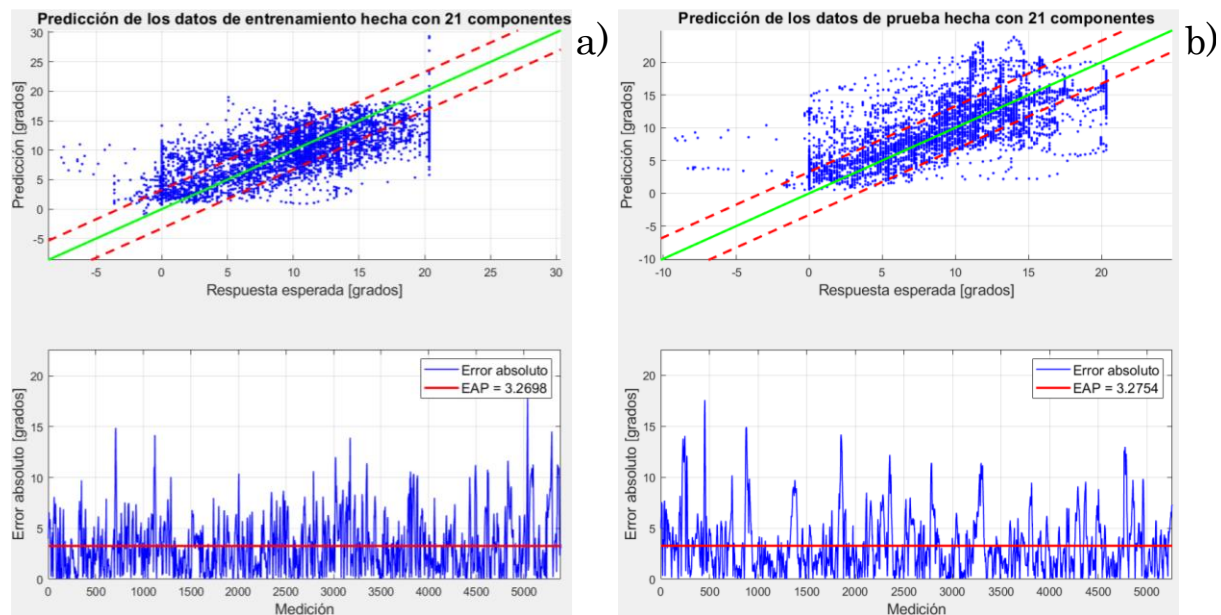 Predicción de los datos de entrenamiento hecha con 21 componentes
a)
30
25
20
15
10
5
0
-5
Predicción [grados]
-5 0 5 10 15 20 25 30
Respuesta esperada [grados]
Predicción de los datos de prueba hecha con 21 componentes
b)
20
15
10
5
0
-5
-10
Predicción [grados]
-10 -5 0 5 10 15 20
Respuesta esperada [grados]
Error absoluto
EAP = 3.2698
20
15
10
5
0
Error absoluto [grados]
0 500 1000 1500 2000 2500 3000 3500 4000 4500 5000
Medición
Error absoluto
EAP = 3.2754
20
15
10
5
0
Error absoluto [grados]
0 500 1000 1500 2000 2500 3000 3500 4000 4500 5000
Medición